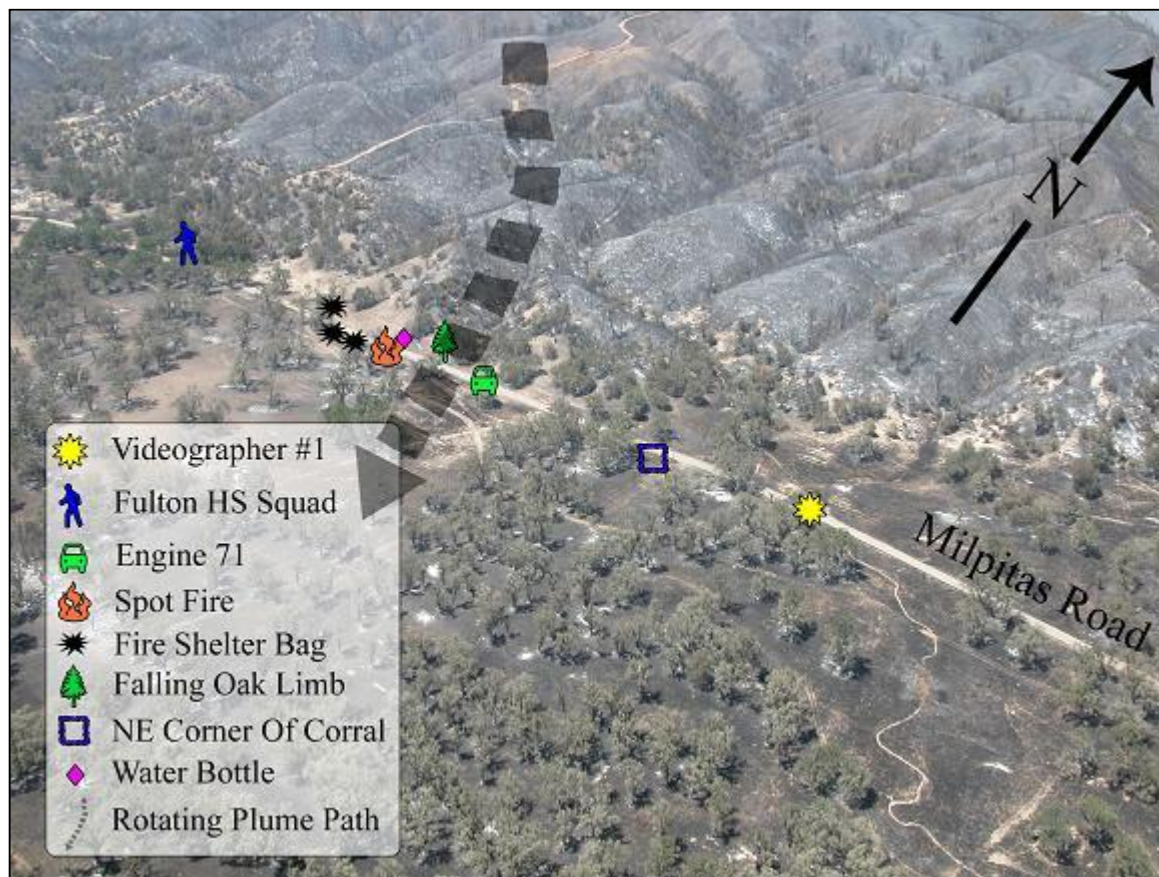 N
Milpitas Road
Videographer #1
Fulton HS Squad
Engine 71
Spot Fire
Fire Shelter Bag
Falling Oak Limb
NE Corner Of Corral
Water Bottle
Rotating Plume Path